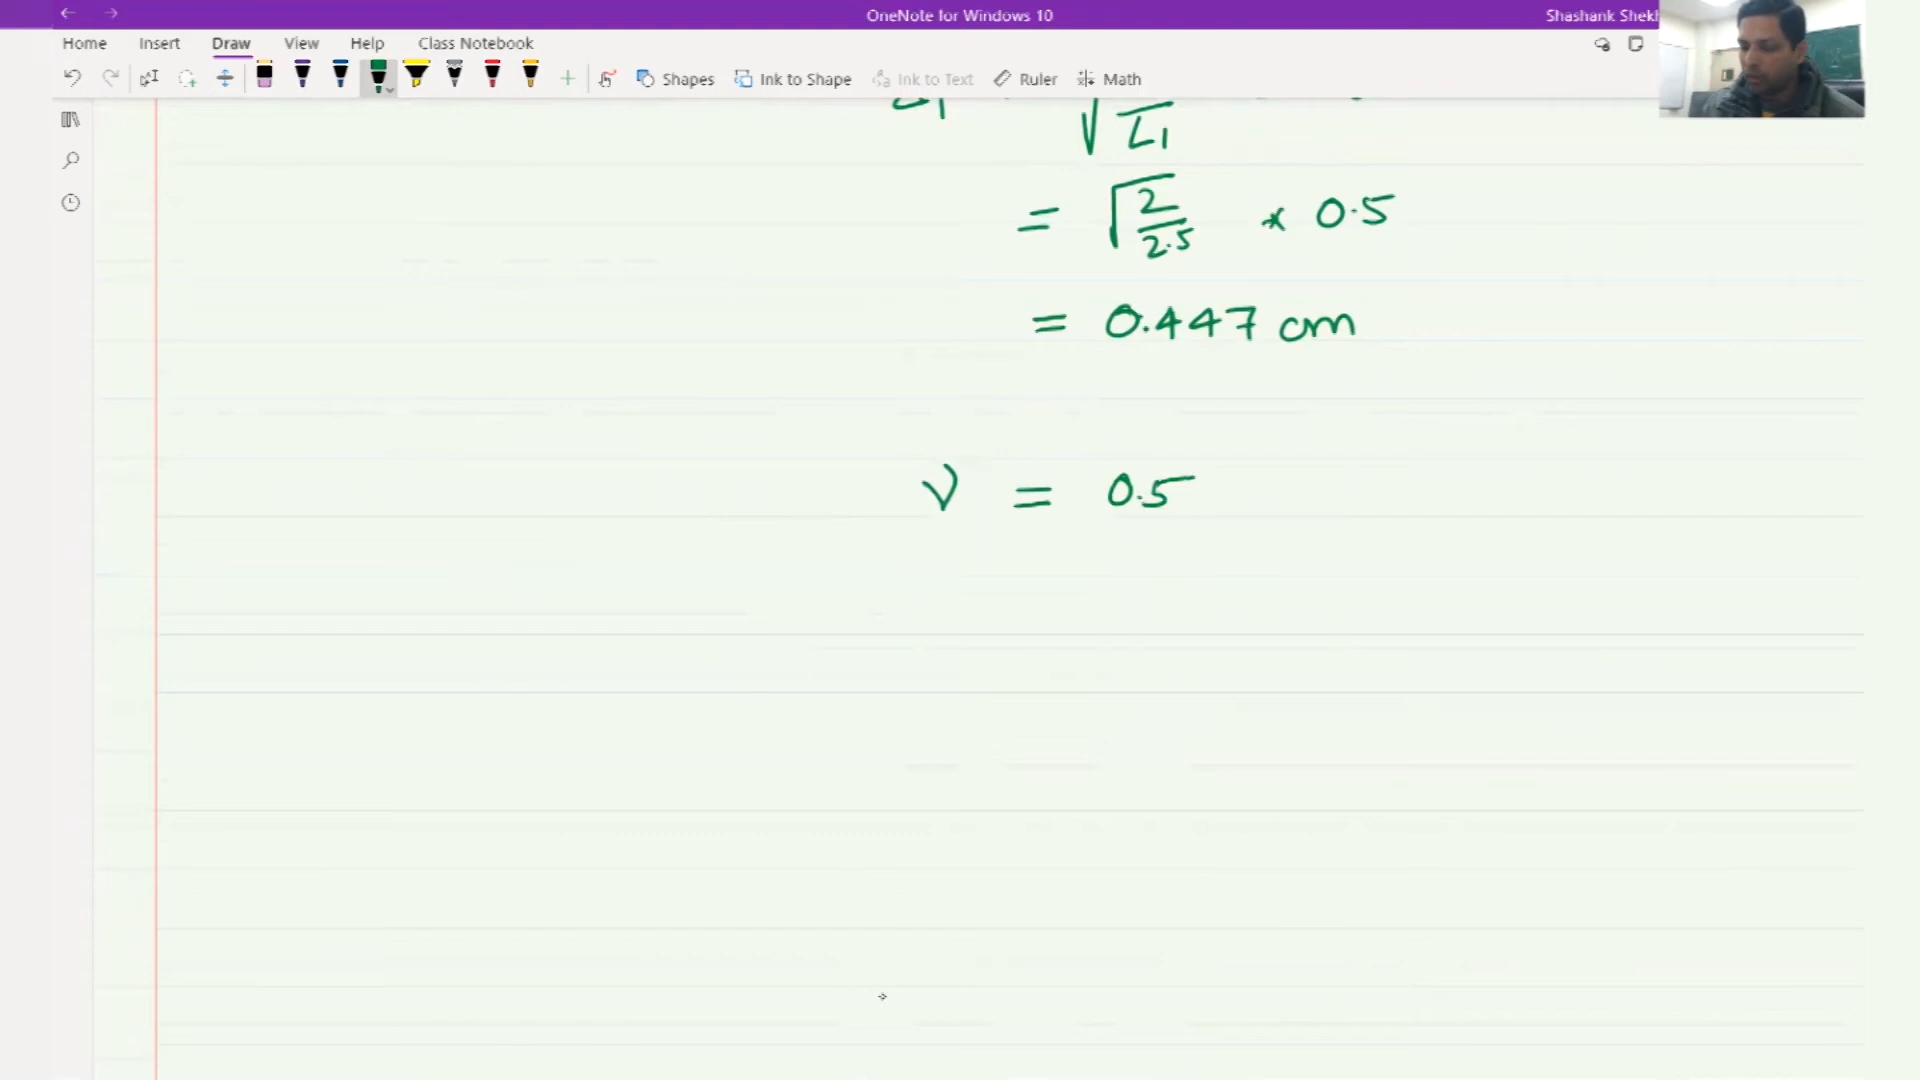 OneNote for Windows 10
Shashank Shekh
Home Insert Draw View Help Class Notebook
Shapes Ink to Shape Ink to Text Ruler Math
√L1
= √2/2.5 * 0.5
= 0.447 cm
ν = 0.5